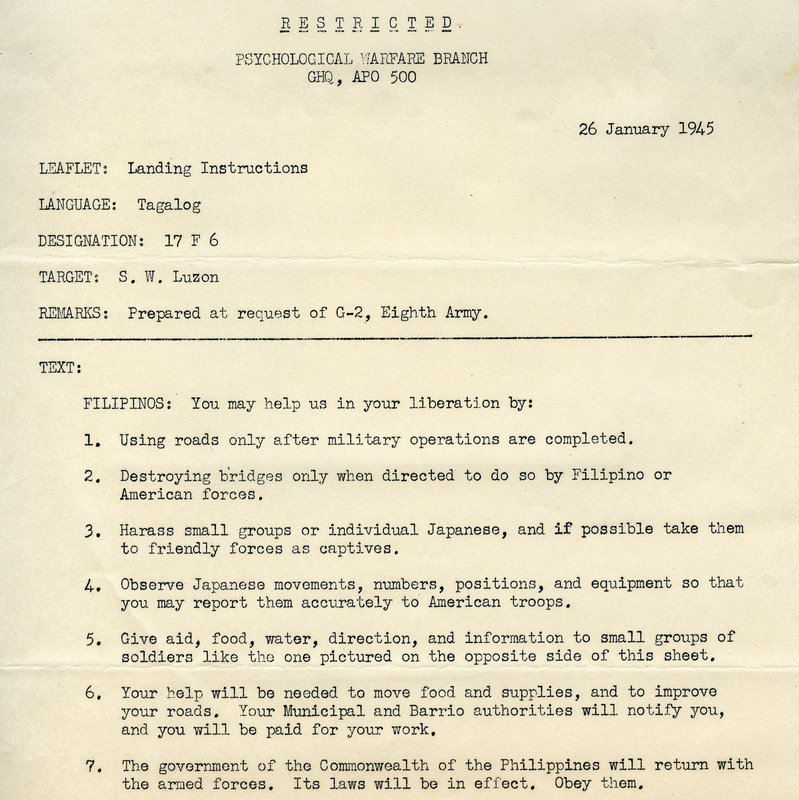 RESTRICTED.
PSYCHOLOGICAL WARFARE BRANCH
GHQ, APO 500
26 January 1945
LEAFLET: Landing Instructions
LANGUAGE: Tagalog
DESIGNATION: 17 F 6
TARGET: S. W. Luzon
REMARKS: Prepared at request of G-2, Eighth Army.
TEXT:
FILIPINOS: You may help us in your liberation by:
1. Using roads only after military operations are completed.
2. Destroying bridges only when directed to do so by Filipino or
American forces.
3. Harass small groups or individual Japanese, and if possible take them
to friendly forces as captives.
4. Observe Japanese movements, numbers, positions, and equipment so that
you may report them accurately to American troops.
5. Give aid, food, water, direction, and information to small groups of
soldiers like the one pictured on the opposite side of this sheet.
6. Your help will be needed to move food and supplies, and to improve
your roads. Your Municipal and Barrio authorities will notify you,
and you will be paid for your work.
7. The government of the Commonwealth of the Philippines will return with
the armed forces. Its laws will be in effect. Obey them.